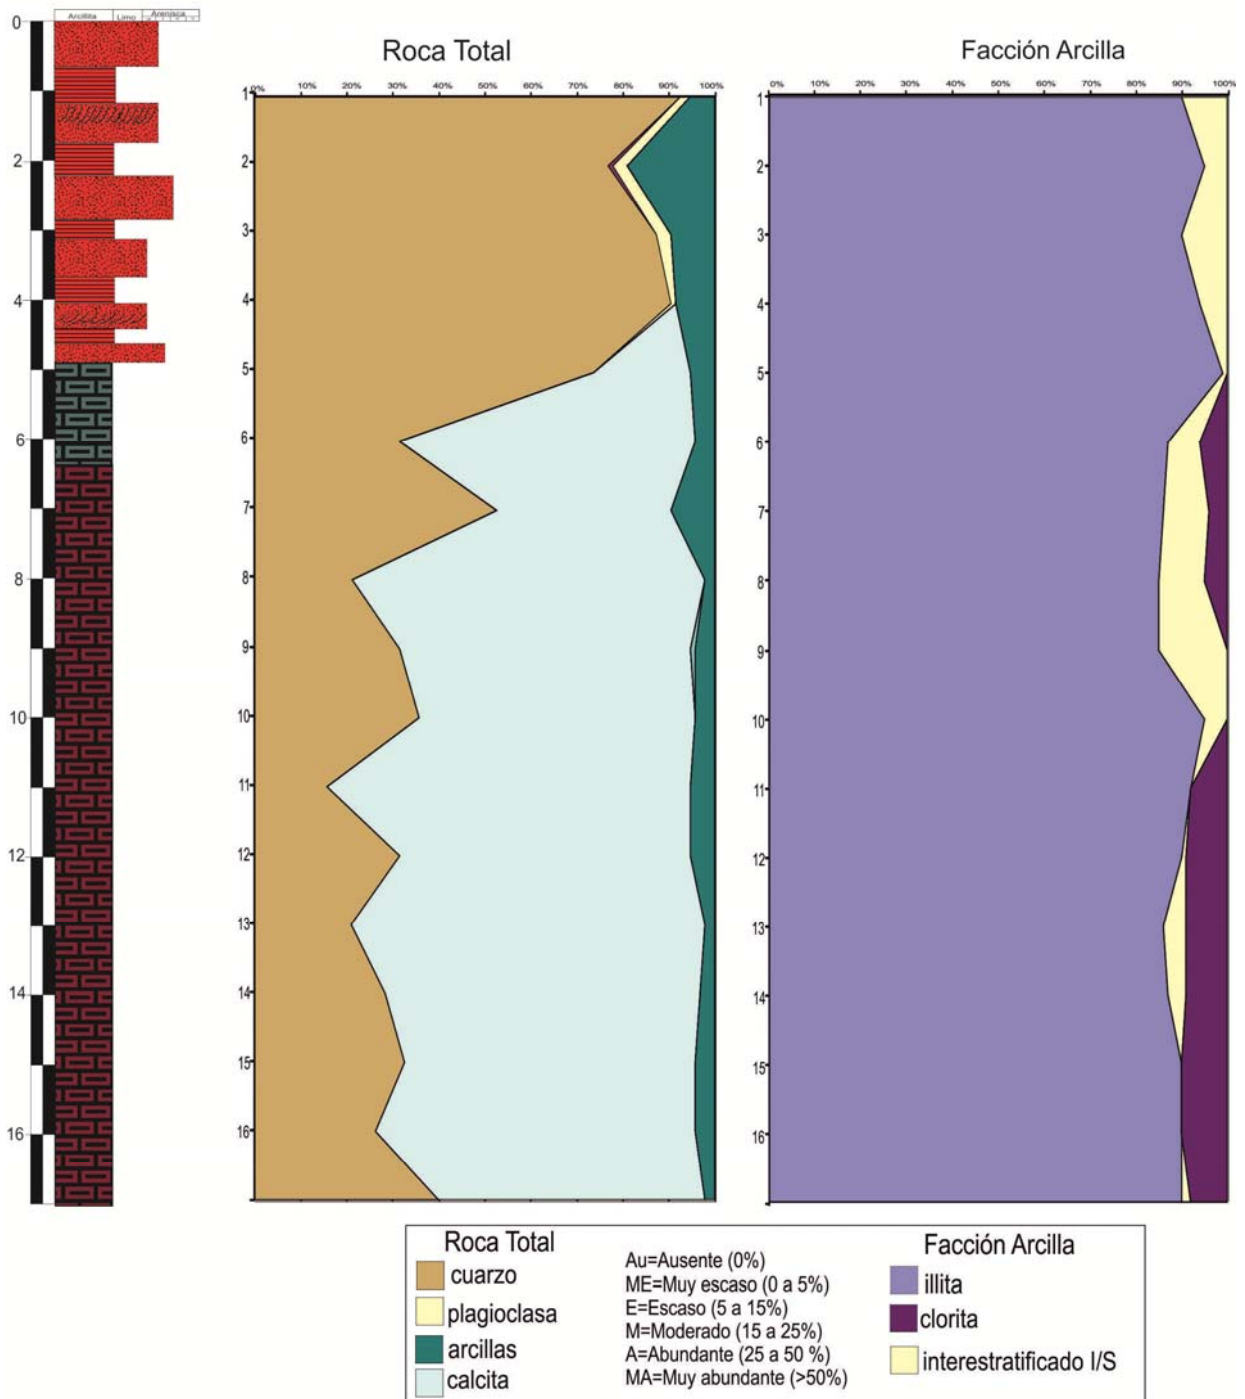 Arcillita Limo Arenisca
Roca Total
Facción Arcilla
0% 10% 20% 30% 40% 50% 60% 70% 80% 90% 100%
0% 10% 20% 30% 40% 50% 60% 70% 80% 90% 100%
0
2
4
6
8
10
12
14
16
1
2
3
4
5
6
7
8
9
10
11
12
13
14
15
16
1
2
3
4
5
6
7
8
9
10
11
12
13
14
15
16
Roca Total
cuarzo
plagioclasa
arcillas
calcita
Au=Ausente (0%)
ME=Muy escaso (0 a 5%)
E=Escaso (5 a 15%)
M=Moderado (15 a 25%)
A=Abundante (25 a 50 %)
MA=Muy abundante (>50%)
Facción Arcilla
illita
clorita
interestratificado I/S